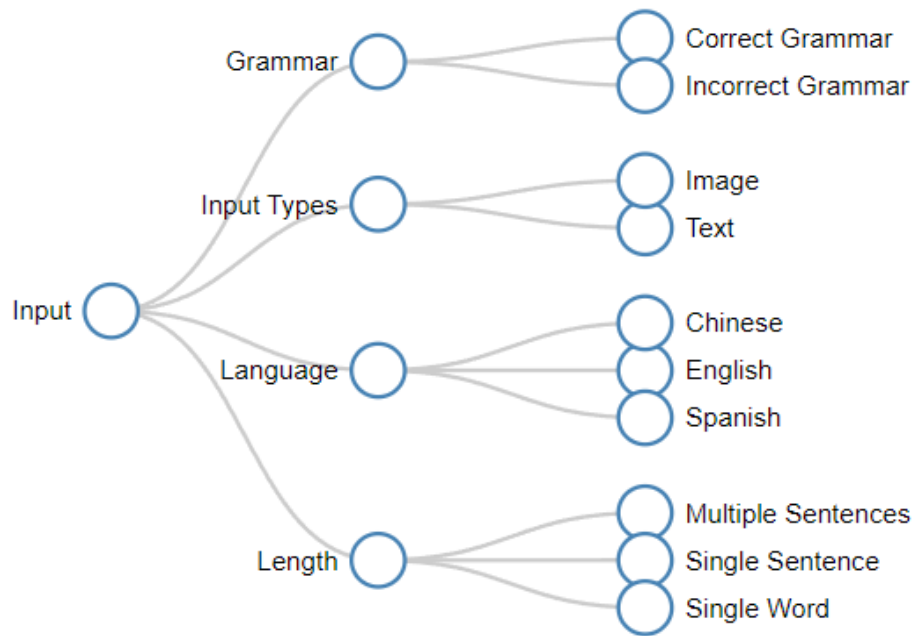 Input
Grammar
Correct Grammar
Incorrect Grammar
Input Types
Image
Text
Language
Chinese
English
Spanish
Length
Multiple Sentences
Single Sentence
Single Word